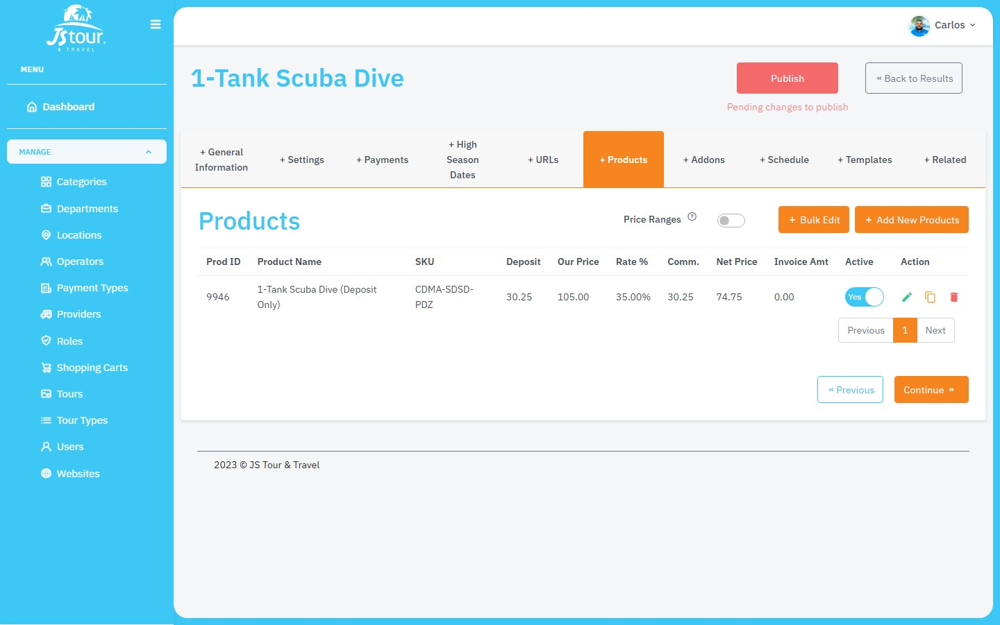 JS tour.
& TRAVEL
MENU
Dashboard
MANAGE
Categories
Departments
Locations
Operators
Payment Types
Providers
Roles
Shopping Carts
Tours
Tour Types
Users
Websites
Carlos
1-Tank Scuba Dive
Publish
« Back to Results
Pending changes to publish
+ General
Information
+ Settings
+ Payments
+ High
Season
Dates
+ URLs
+ Products
+ Addons
+ Schedule
+ Templates
+ Related
Products
Price Ranges ?
+ Bulk Edit
+ Add New Products
Prod ID Product Name SKU Deposit Our Price Rate % Comm. Net Price Invoice Amt Active Action
9946 1-Tank Scuba Dive (Deposit CDMA-SDSD- 30.25 105.00 35.00% 30.25 74.75 0.00 Yes
Only) PDZ
Previous 1 Next
« Previous
Continue »
2023 © JS Tour & Travel